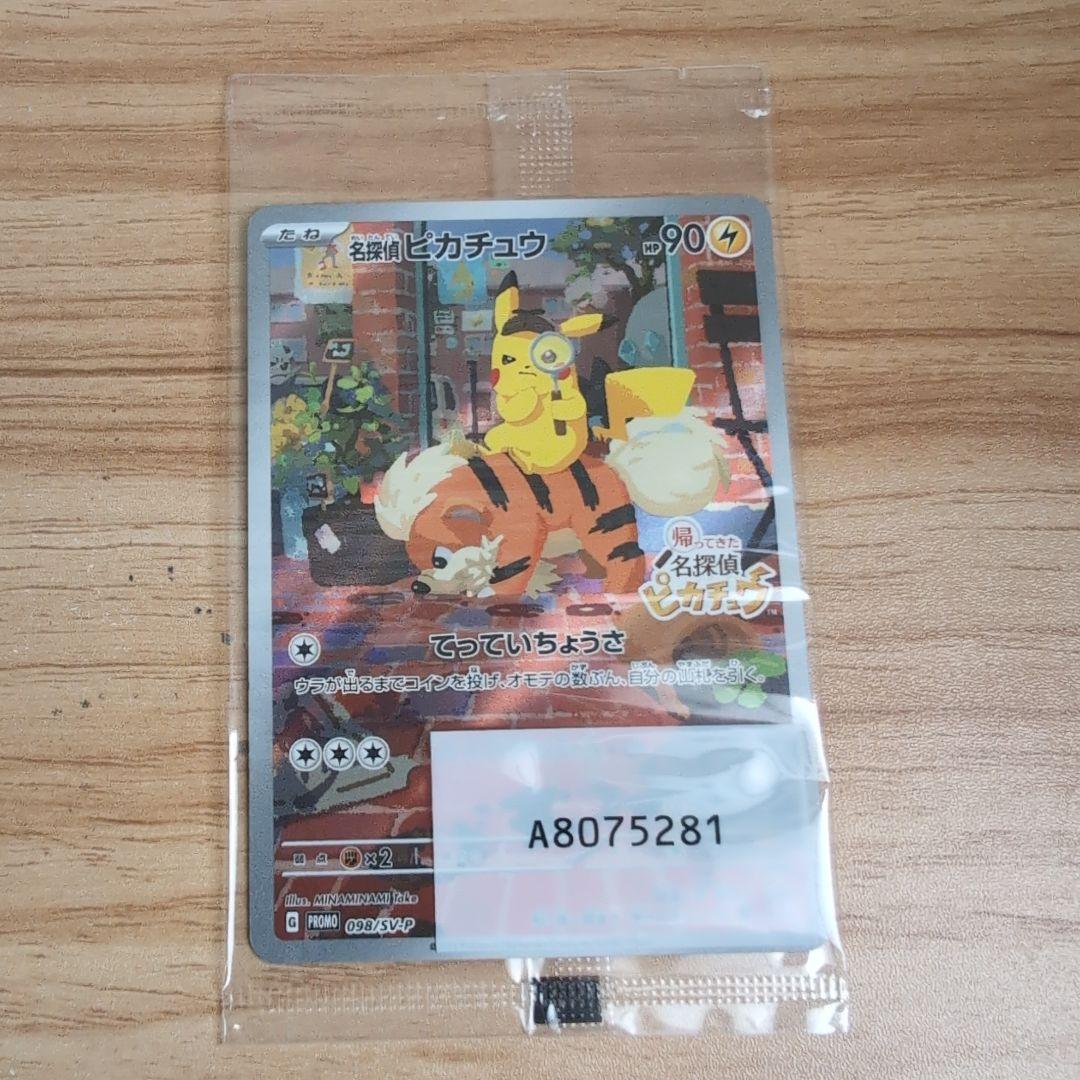 たね
名探偵ピカチュウ
HP90
帰ってきた
名探偵
ピカチュウ
TM
てっていちょうさ
ウラが出るまでコインを投げ、オモテの数ぶん、自分の山札を引く。
弱点 ×2
A8075281
Illus. MINAMINAMI Take
G PROMO 098/SV-P